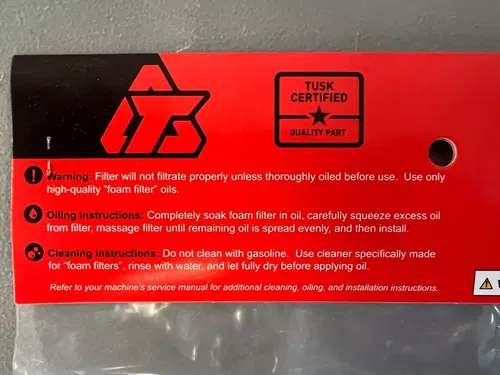 TUSK
CERTIFIED
QUALITY PART
Warning: Filter will not filtrate properly unless thoroughly oiled before use. Use only
high-quality "foam filter" oils.
Oiling instructions: Completely soak foam filter in oil, carefully squeeze excess oil
from filter, massage filter until remaining oil is spread evenly, and then install.
Cleaning instructions: Do not clean with gasoline. Use cleaner specifically made
for "foam filters", rinse with water, and let fully dry before applying oil.
Refer to your machine's service manual for additional cleaning, oiling, and installation instructions.